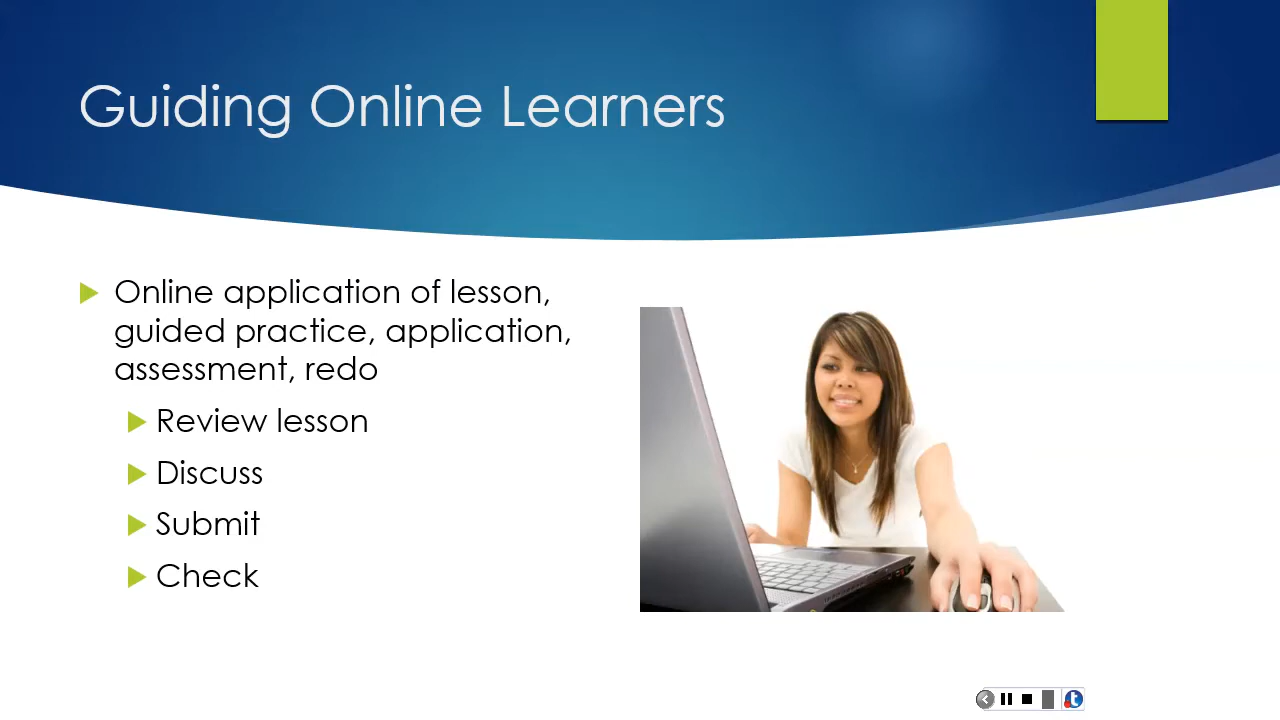 Guiding Online Learners
Online application of lesson,
guided practice, application,
assessment, redo
Review lesson
Discuss
Submit
Check